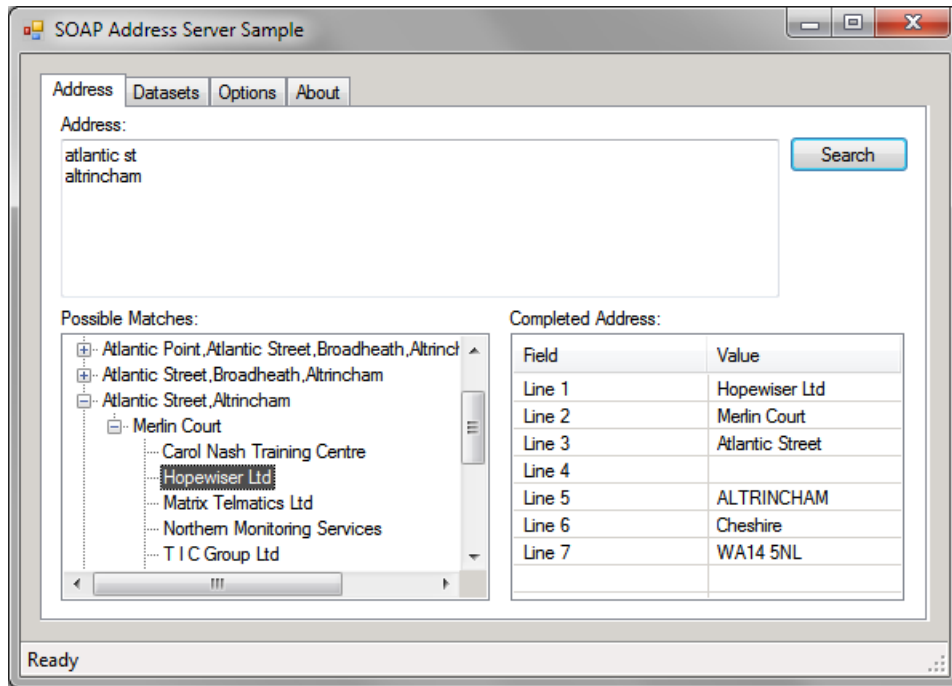 SOAP Address Server Sample
Address Datasets Options About
Address:
atlantic st
altrincham
Search
Possible Matches:
Atlantic Point,Atlantic Street,Broadheath,Altrincl
Atlantic Street,Broadheath,Altrincham
Atlantic Street,Altrincham
Merlin Court
Carol Nash Training Centre
Hopewiser Ltd
Matrix Telmatics Ltd
Northern Monitoring Services
T I C Group Ltd
Completed Address:
Field Value
Line 1 Hopewiser Ltd
Line 2 Merlin Court
Line 3 Atlantic Street
Line 4
Line 5 ALTRINCHAM
Line 6 Cheshire
Line 7 WA14 5NL
Ready